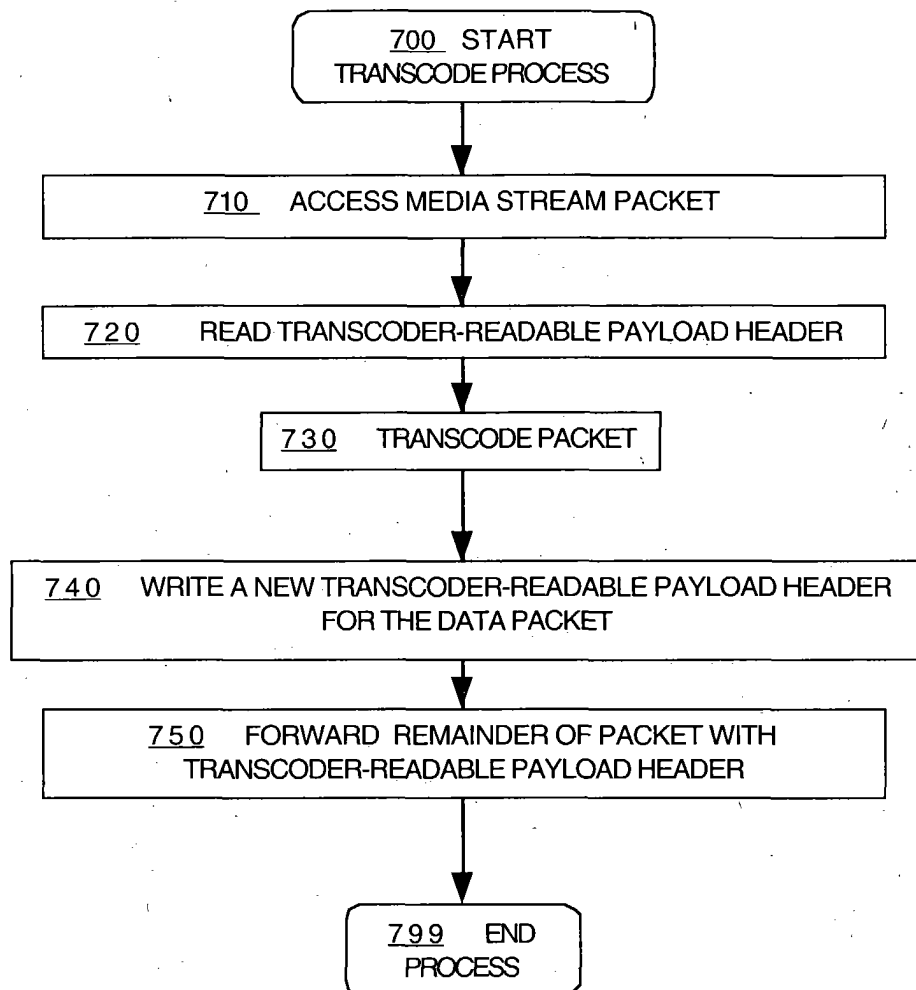 700 START
TRANSCODE PROCESS
710 ACCESS MEDIA STREAM PACKET
720 READ TRANSCODER-READABLE PAYLOAD HEADER
730 TRANSCODE PACKET
740 WRITE A NEW TRANSCODER-READABLE PAYLOAD HEADER
FOR THE DATA PACKET
750 FORWARD REMAINDER OF PACKET WITH
TRANSCODER-READABLE PAYLOAD HEADER
799 END
PROCESS